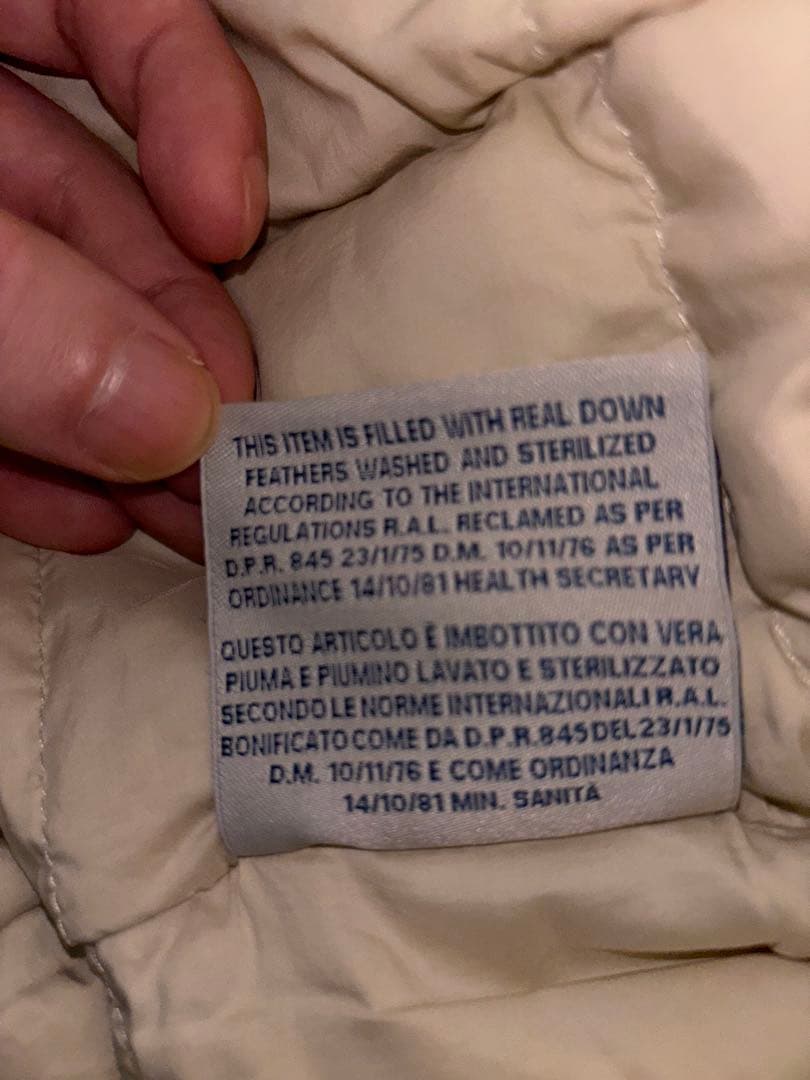 THIS ITEM IS FILLED WITH REAL DOWN
FEATHERS WASHED AND STERILIZED
ACCORDING TO THE INTERNATIONAL
REGULATIONS R.A.L. RECLAMED AS PER
D.P.R. 845 23/1/75 D.M. 10/11/76 AS PER
ORDINANCE 14/10/81 HEALTH SECRETARY
QUESTO ARTICOLO È IMBOTTITO CON VERA
PIUMA E PIUMINO LAVATO E STERILIZZATO
SECONDO LE NORME INTERNAZIONALI R.A.L.
BONIFICATO COME DA D.P.R. 845 DEL 23/1/75
D.M. 10/11/76 E COME ORDINANZA
14/10/81 MIN. SANITÀ